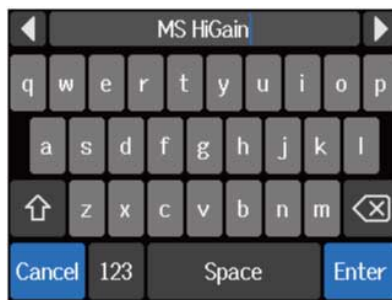 MS HiGain
q w e r t y u i o p
a s d f g h j k l
z x c v b n m
Cancel 123 Space Enter